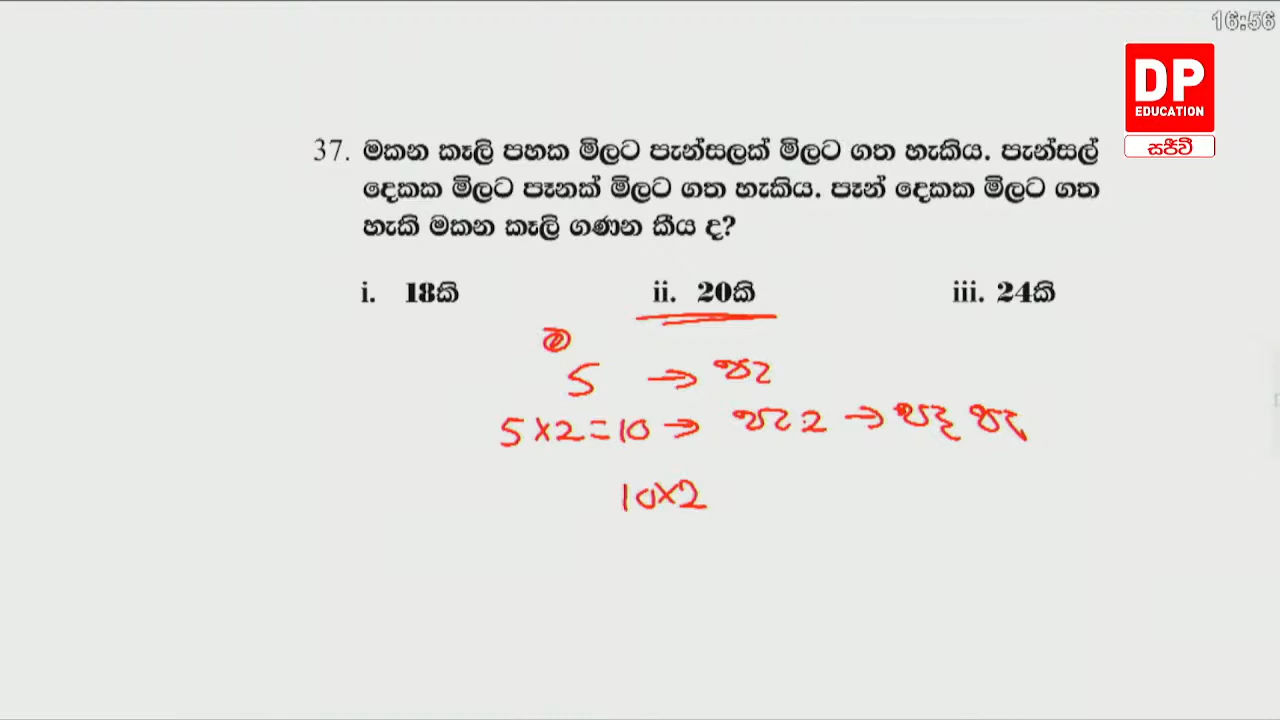 16:56
DP
EDUCATION
සජීවී
37. මකන කෑලි පහක මිලට පැන්සලක් මිලට ගත හැකිය. පැන්සල්
දෙකක මිලට පෑනක් මිලට ගත හැකිය. පෑන් දෙකක මිලට ගත
හැකි මකන කෑලි ගණන කීය ද?
i. 18කි ii. 20කි iii. 24කි
ම
5 → පැ
5×2=10 → පැ 2 →
10×2